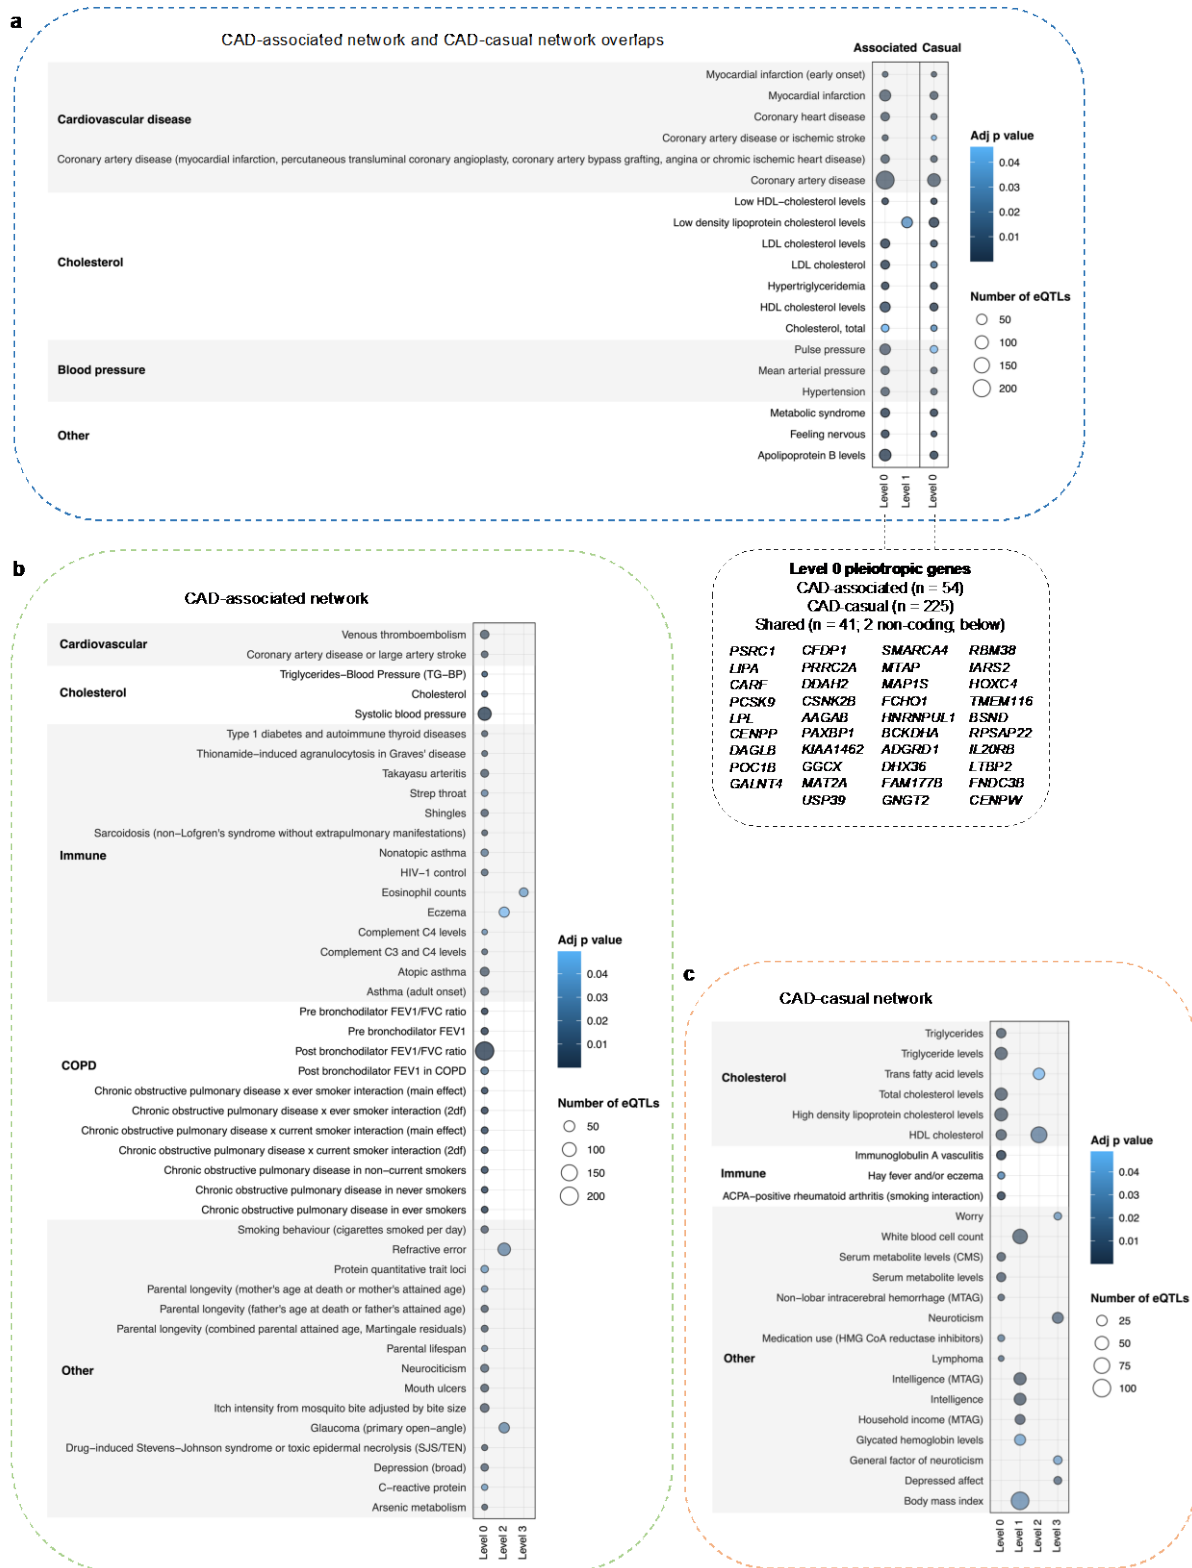 a
CAD-associated network and CAD-casual network overlaps
Associated Casual
Cardiovascular disease
Myocardial infarction (early onset)
Myocardial infarction
Coronary heart disease
Coronary artery disease or ischemic stroke
Coronary artery disease (myocardial infarction, percutaneous transluminal coronary angioplasty, coronary artery bypass grafting, angina or chronic ischemic heart disease)
Coronary artery disease
Cholesterol
Low HDL−cholesterol levels
Low density lipoprotein cholesterol levels
LDL cholesterol levels
LDL cholesterol
Hypertriglyceridemia
HDL cholesterol levels
Cholesterol, total
Blood pressure
Pulse pressure
Mean arterial pressure
Hypertension
Other
Metabolic syndrome
Feeling nervous
Apolipoprotein B levels
Level 0
Level 1
Level 0
Adj p value
0.04
0.03
0.02
0.01
Number of eQTLs
50
100
150
200
Level 0 pleiotropic genes
CAD-associated (n = 54)
CAD-casual (n = 225)
Shared (n = 41; 2 non-coding; below)
PSRC1 CFDP1 SMARCA4 RBM38
LIPA PRRC2A MTAP IARS2
CARF DDAH2 MAP1S HOXC4
PCSK9 CSNK2B FCHO1 TMEM116
LPL AAGAB HNRNPUL1 BSND
CENPP PAXBP1 BCKDHA RPSAP22
DAGLB KIAA1462 ADGRD1 IL20RB
POC1B GGCX DHX36 LTBP2
GALNT4 MAT2A FAM177B FNDC3B
USP39 GNGT2 CENPW
b
CAD-associated network
Cardiovascular
Venous thromboembolism
Coronary artery disease or large artery stroke
Cholesterol
Triglycerides−Blood Pressure (TG−BP)
Cholesterol
Systolic blood pressure
Immune
Type 1 diabetes and autoimmune thyroid diseases
Thionamide−induced agranulocytosis in Graves' disease
Takayasu arteritis
Strep throat
Shingles
Sarcoidosis (non−Lofgren's syndrome without extrapulmonary manifestations)
Nonatopic asthma
HIV−1 control
Eosinophil counts
Eczema
Complement C4 levels
Complement C3 and C4 levels
Atopic asthma
Asthma (adult onset)
COPD
Pre bronchodilator FEV1/FVC ratio
Pre bronchodilator FEV1
Post bronchodilator FEV1/FVC ratio
Post bronchodilator FEV1 in COPD
Chronic obstructive pulmonary disease x ever smoker interaction (main effect)
Chronic obstructive pulmonary disease x ever smoker interaction (2df)
Chronic obstructive pulmonary disease x current smoker interaction (main effect)
Chronic obstructive pulmonary disease x current smoker interaction (2df)
Chronic obstructive pulmonary disease in non−current smokers
Chronic obstructive pulmonary disease in never smokers
Chronic obstructive pulmonary disease in ever smokers
Other
Smoking behaviour (cigarettes smoked per day)
Refractive error
Protein quantitative trait loci
Parental longevity (mother's age at death or mother's attained age)
Parental longevity (father's age at death or father's attained age)
Parental longevity (combined parental attained age, Martingale residuals)
Parental lifespan
Neurociticism
Mouth ulcers
Itch intensity from mosquito bite adjusted by bite size
Glaucoma (primary open−angle)
Drug−induced Stevens−Johnson syndrome or toxic epidermal necrolysis (SJS/TEN)
Depression (broad)
C−reactive protein
Arsenic metabolism
Level 0
Level 2
Level 3
Adj p value
0.04
0.03
0.02
0.01
Number of eQTLs
50
100
150
200
c
CAD-casual network
Cholesterol
Triglycerides
Triglyceride levels
Trans fatty acid levels
Total cholesterol levels
High density lipoprotein cholesterol levels
HDL cholesterol
Immune
Immunoglobulin A vasculitis
Hay fever and/or eczema
ACPA−positive rheumatoid arthritis (smoking interaction)
Other
Worry
White blood cell count
Serum metabolite levels (CMS)
Serum metabolite levels
Non−lobar intracerebral hemorrhage (MTAG)
Neuroticism
Medication use (HMG CoA reductase inhibitors)
Lymphoma
Intelligence (MTAG)
Intelligence
Household income (MTAG)
Glycated hemoglobin levels
General factor of neuroticism
Depressed affect
Body mass index
Level 0
Level 1
Level 2
Level 3
Adj p value
0.04
0.03
0.02
0.01
Number of eQTLs
25
50
75
100